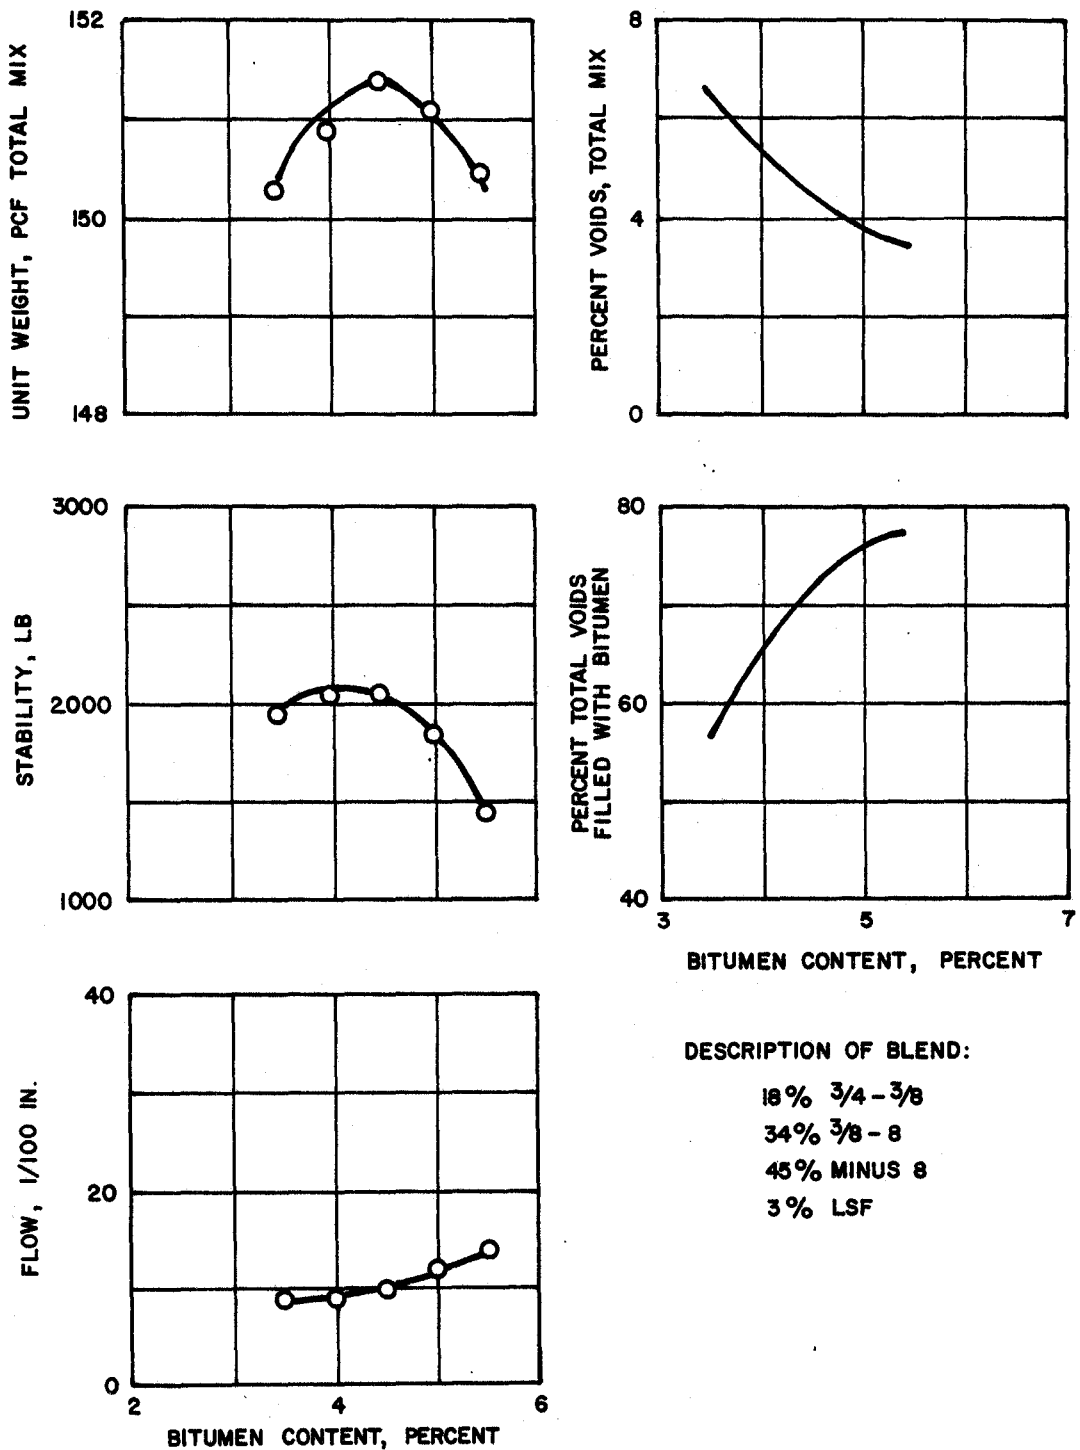 UNIT WEIGHT, PCF TOTAL MIX
152
150
148
PERCENT VOIDS, TOTAL MIX
8
4
0
STABILITY, LB
3000
2000
1000
PERCENT TOTAL VOIDS
FILLED WITH BITUMEN
80
60
40
3 5 7
BITUMEN CONTENT, PERCENT
FLOW, 1/100 IN.
40
20
0
2 4 6
BITUMEN CONTENT, PERCENT
DESCRIPTION OF BLEND:
18% 3/4-3/8
34% 3/8-8
45% MINUS 8
3% LSF